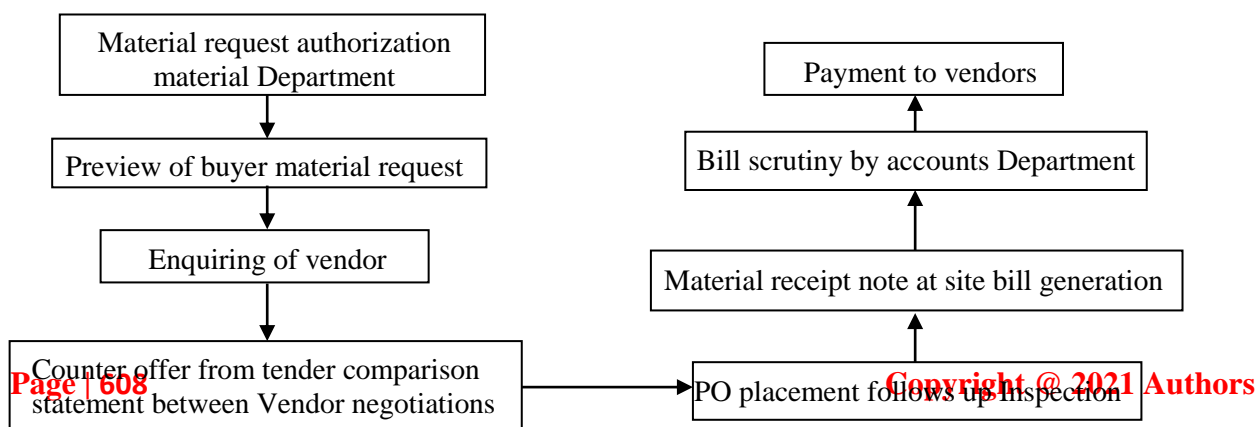 Material request authorization
material Department
Preview of buyer material request
Enquiring of vendor
Counter offer from tender comparison
statement between Vendor negotiations
PO placement follows up Inspection
Material receipt note at site bill generation
Bill scrutiny by accounts Department
Payment to vendors
Page | 608
Copyright @ 2021 Authors